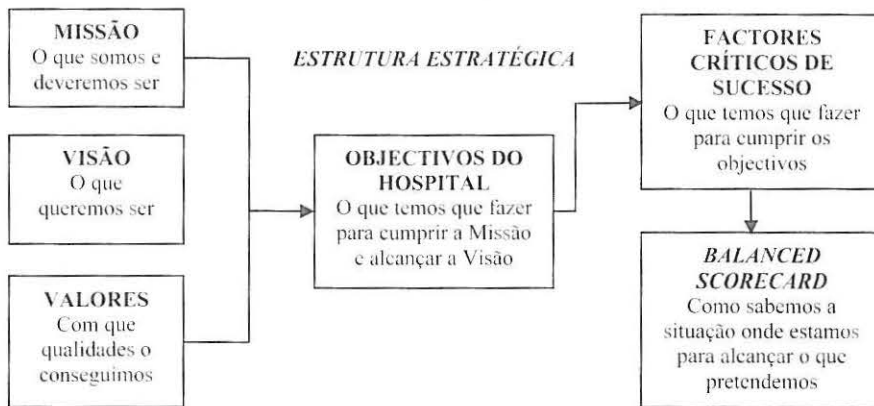 MISSÃO
O que somos e
deveremos ser
VISÃO
O que
queremos ser
VALORES
Com que
qualidades o
conseguimos
ESTRUTURA ESTRATÉGICA
OBJECTIVOS DO
HOSPITAL
O que temos que fazer
para cumprir a Missão
e alcançar a Visão
FACTORES
CRÍTICOS DE
SUCESSO
O que temos que fazer
para cumprir os
objectivos
BALANCED
SCORECARD
Como sabemos a
situação onde estamos
para alcançar o que
pretendemos